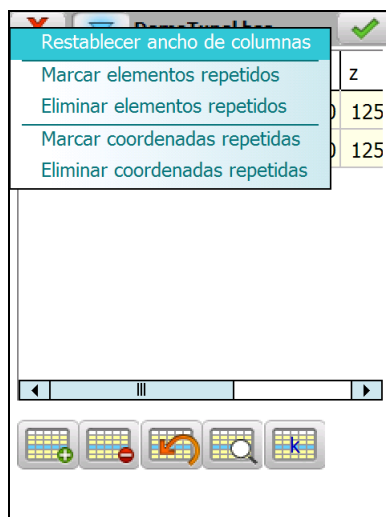 Restablecer ancho de columnas
Marcar elementos repetidos
Eliminar elementos repetidos
Marcar coordenadas repetidas
Eliminar coordenadas repetidas
z
125
125
k